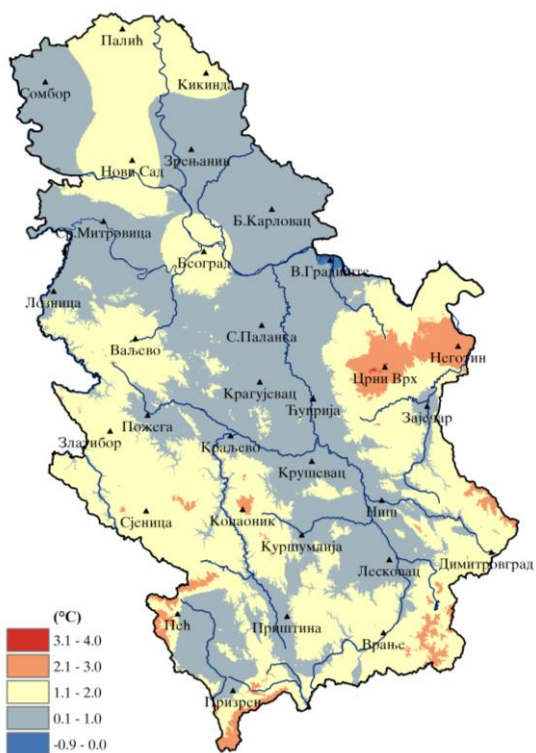 Палић
Кикинда
Сомбор
Зрењанин
Нови Сад
Б.Карловац
Ср.Митровица
Београд
В.Градиште
Лозница
С.Паланка
Ваљево
Неготин
Црни Врх
Крагујевац
Ћуприја
Зајечар
Пожега
Златибор
Краљево
Крушевац
Сјеница
Копаоник
Ниш
Куршумлија
Лесковац
Димитровград
Пећ
Приштина
Врање
Призрен
(°C)
3.1 - 4.0
2.1 - 3.0
1.1 - 2.0
0.1 - 1.0
-0.9 - 0.0